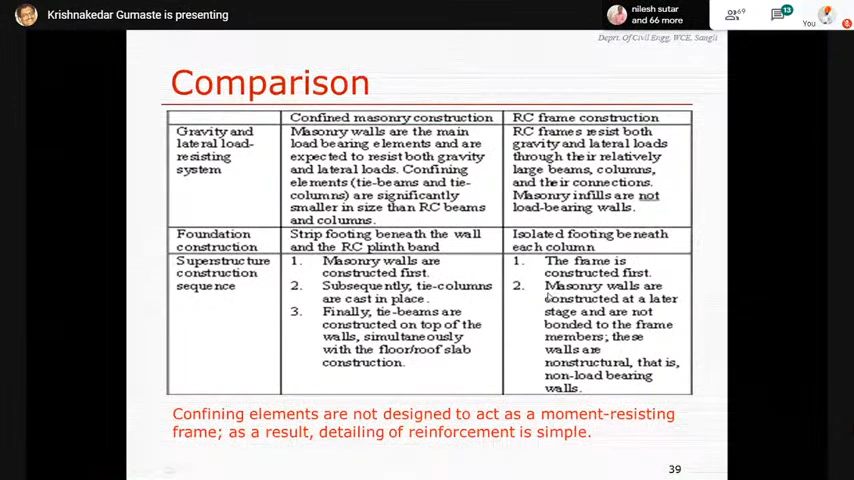 Krishnakedar Gumaste is presenting
nilesh sutar
and 66 more
69
13
You
Deprt. Of Civil Engg, WCE, Sangli
Comparison
Confined masonry construction
RC frame construction
Gravity and
lateral load-
resisting
system
Masonry walls are the main
load bearing elements and are
expected to resist both gravity
and lateral loads. Confining
elements (tie-beams and tie-
columns) are significantly
smaller in size than RC beams
and columns.
RC frames resist both
gravity and lateral loads
through their relatively
large beams, columns,
and their connections.
Masonry infills are not
load-bearing walls.
Foundation
construction
Strip footing beneath the wall
and the RC plinth band
Isolated footing beneath
each column
Superstructure
construction
sequence
1. Masonry walls are
constructed first.
2. Subsequently, tie-columns
are cast in place.
3. Finally, tie-beams are
constructed on top of the
walls, simultaneously
with the floor/roof slab
construction.
1. The frame is
constructed first.
2. Masonry walls are
constructed at a later
stage and are not
bonded to the frame
members; these
walls are
nonstructural, that is,
non-load bearing
walls.
Confining elements are not designed to act as a moment-resisting
frame; as a result, detailing of reinforcement is simple.
39